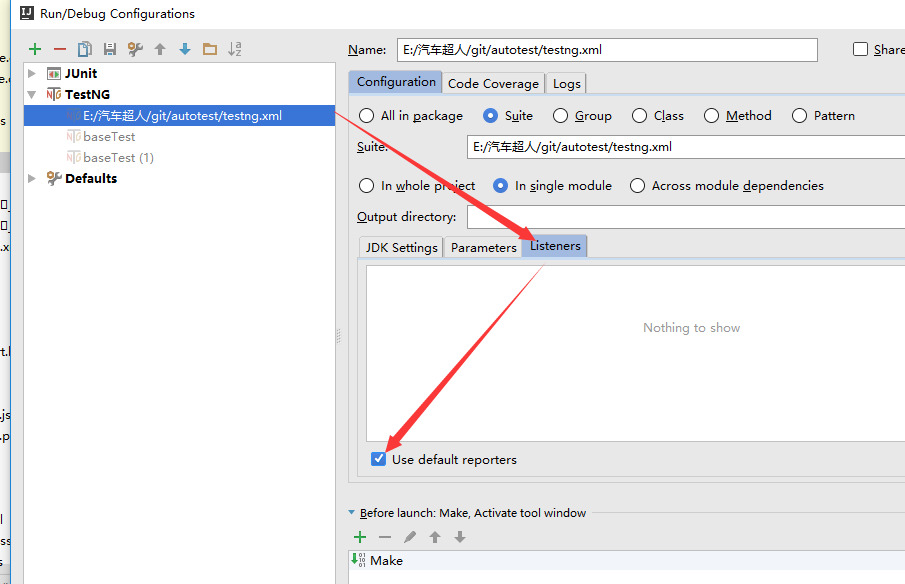 Run/Debug Configurations
Name: E:/汽车超人/git/autotest/testng.xml Share
JUnit
TestNG
E:/汽车超人/git/autotest/testng.xml
baseTest
baseTest (1)
Defaults
Configuration Code Coverage Logs
All in package Suite Group Class Method Pattern
Suite: E:/汽车超人/git/autotest/testng.xml
In whole project In single module Across module dependencies
Output directory:
JDK Settings Parameters Listeners
Nothing to show
Use default reporters
Before launch: Make, Activate tool window
Make